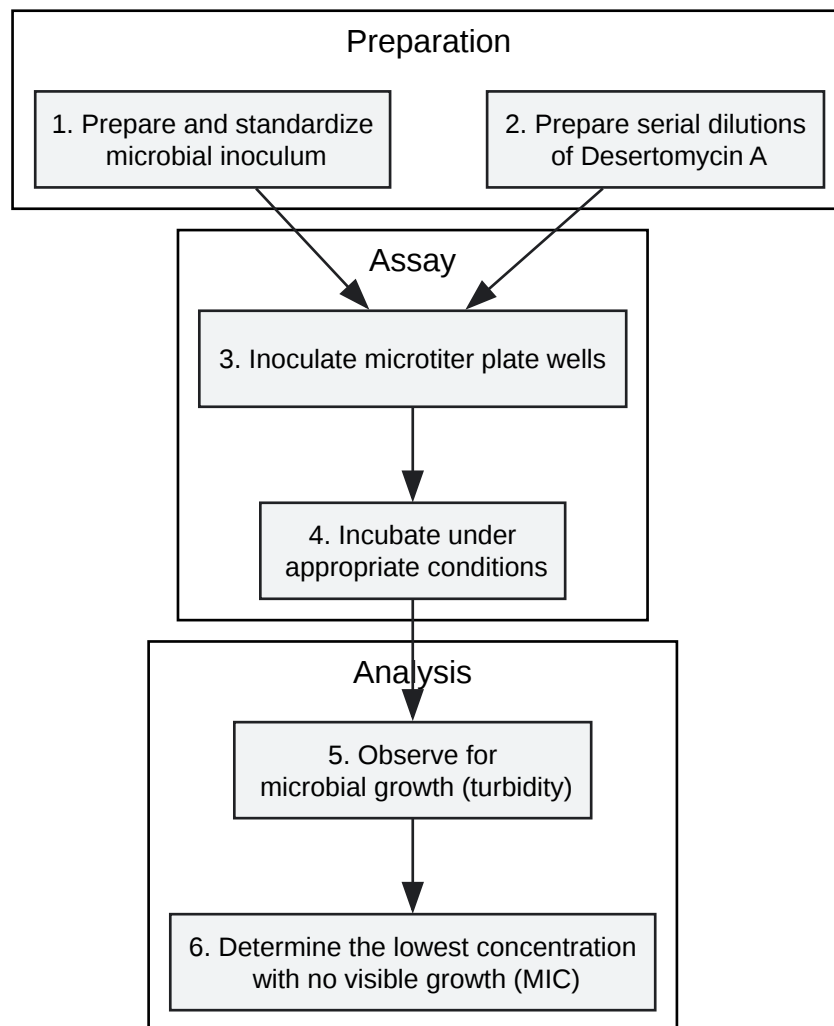 Preparation
1. Prepare and standardize
microbial inoculum
2. Prepare serial dilutions
of Desertomycin A
Assay
3. Inoculate microtiter plate wells
4. Incubate under
appropriate conditions
Analysis
5. Observe for
microbial growth (turbidity)
6. Determine the lowest concentration
with no visible growth (MIC)